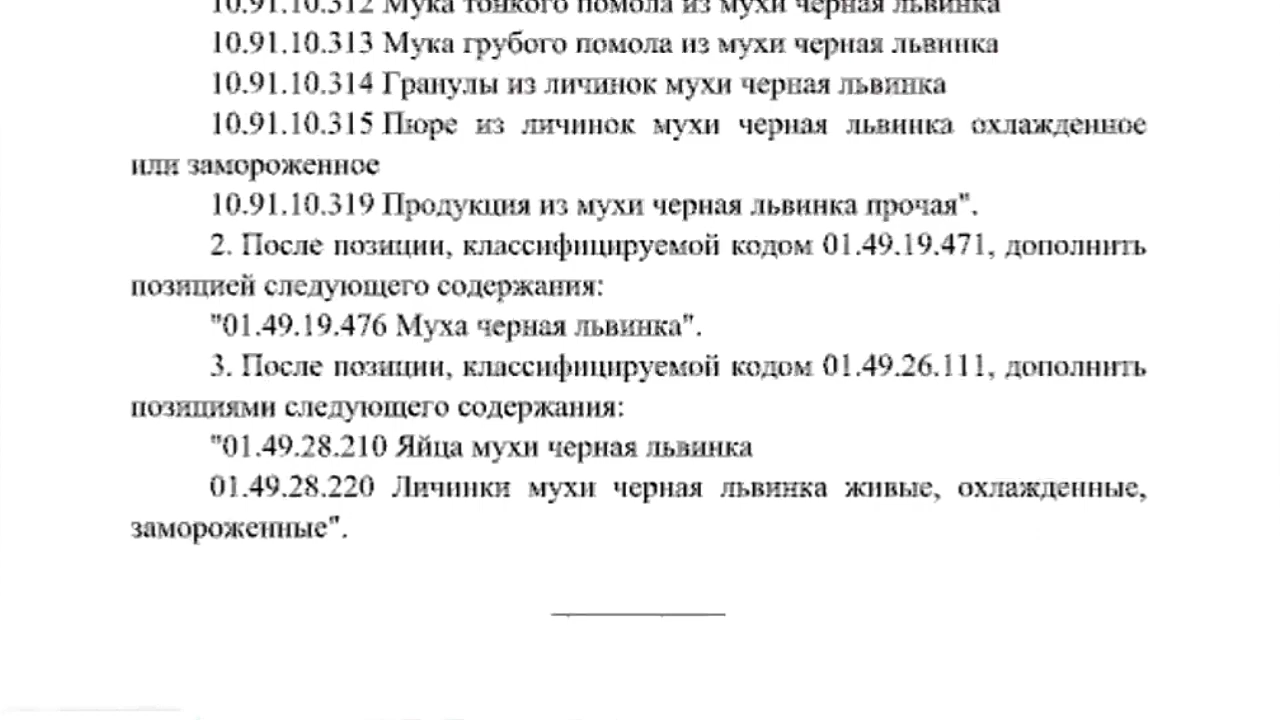 10.91.10.312 Мука тонкого помола из мухи черная львинка
10.91.10.313 Мука грубого помола из мухи черная львинка
10.91.10.314 Гранулы из личинок мухи черная львинка
10.91.10.315 Пюре из личинок мухи черная львинка охлажденное
или замороженное
10.91.10.319 Продукция из мухи черная львинка прочая".
2. После позиции, классифицируемой кодом 01.49.19.471, дополнить
позицией следующего содержания:
"01.49.19.476 Муха черная львинка".
3. После позиции, классифицируемой кодом 01.49.26.111, дополнить
позициями следующего содержания:
"01.49.28.210 Яйца мухи черная львинка
01.49.28.220 Личинки мухи черная львинка живые, охлажденные,
замороженные".